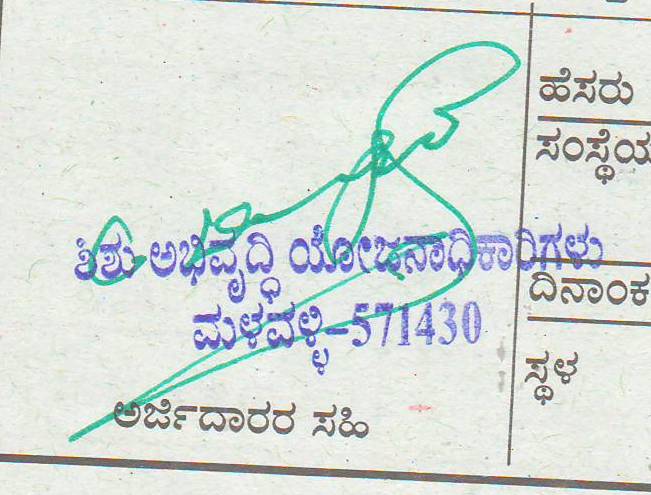 ಹೆಸರು
ಸಂಸ್ಥೆಯ
ಶಿಶು ಅಭಿವೃದ್ಧಿ ಯೋಜನಾಧಿಕಾರಿಗಳು
ಮಳವಳ್ಳಿ-571430
ದಿನಾಂಕ
ಸ್ಥಳ
ಅರ್ಜಿದಾರರ ಸಹಿ